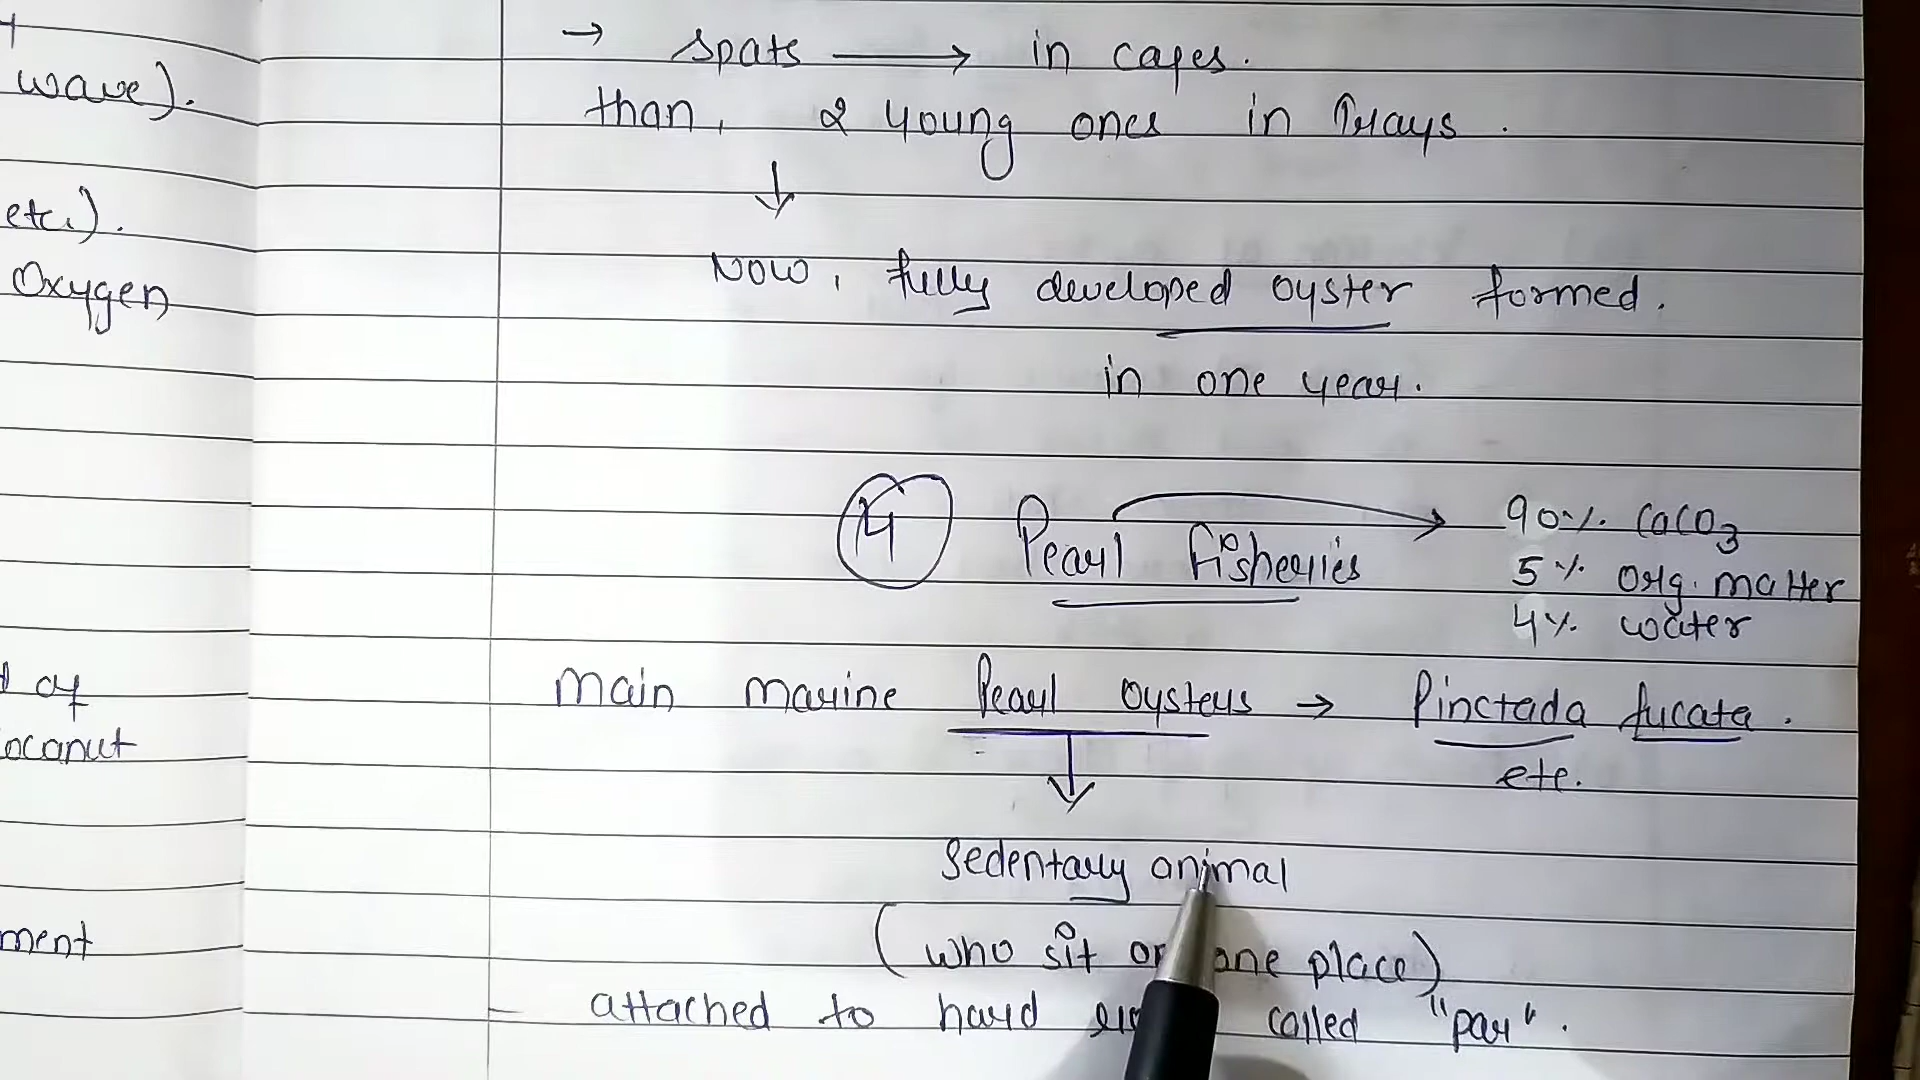 wave).
etc.).
Oxygen
of
oconut
ment
→ spats → in cages.
than, 2 young ones in Trays.
↓
Now, fully developed oyster formed.
in one year.
4 Pearl Fisheries → 90% CaCO3
5% org. matter
4% water
Main marine Pearl oysters → Pinctada fucata.
etc.
↓
Sedentary animal
(who sit on one place)
attached to hard called "par".